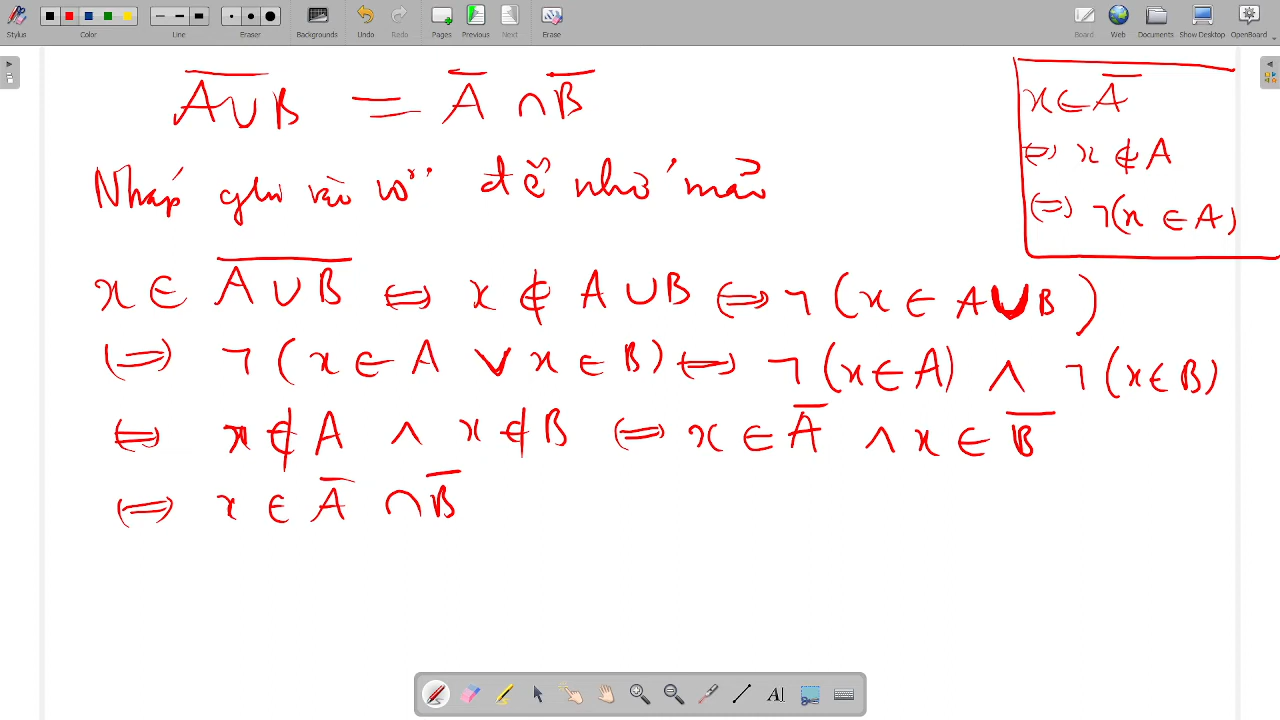 Stylus Color Line Eraser Backgrounds Undo Redo Pages Previous Next Erase Board Web Documents Show Desktop OpenBoard
A̅∪̅B̅ = A̅ ∩ B̅
Nháp ghi vào vở để nhớ mãi
x ∈ A̅
⇔ x ∉ A
⇔ ¬(x ∈ A)
x ∈ A̅∪̅B̅ ⇔ x ∉ A ∪ B ⇔ ¬(x ∈ A ∪ B)
⇔ ¬(x ∈ A ∨ x ∈ B) ⇔ ¬(x ∈ A) ∧ ¬(x ∈ B)
⇔ x ∉ A ∧ x ∉ B ⇔ x ∈ A̅ ∧ x ∈ B̅
⇔ x ∈ A̅ ∩ B̅